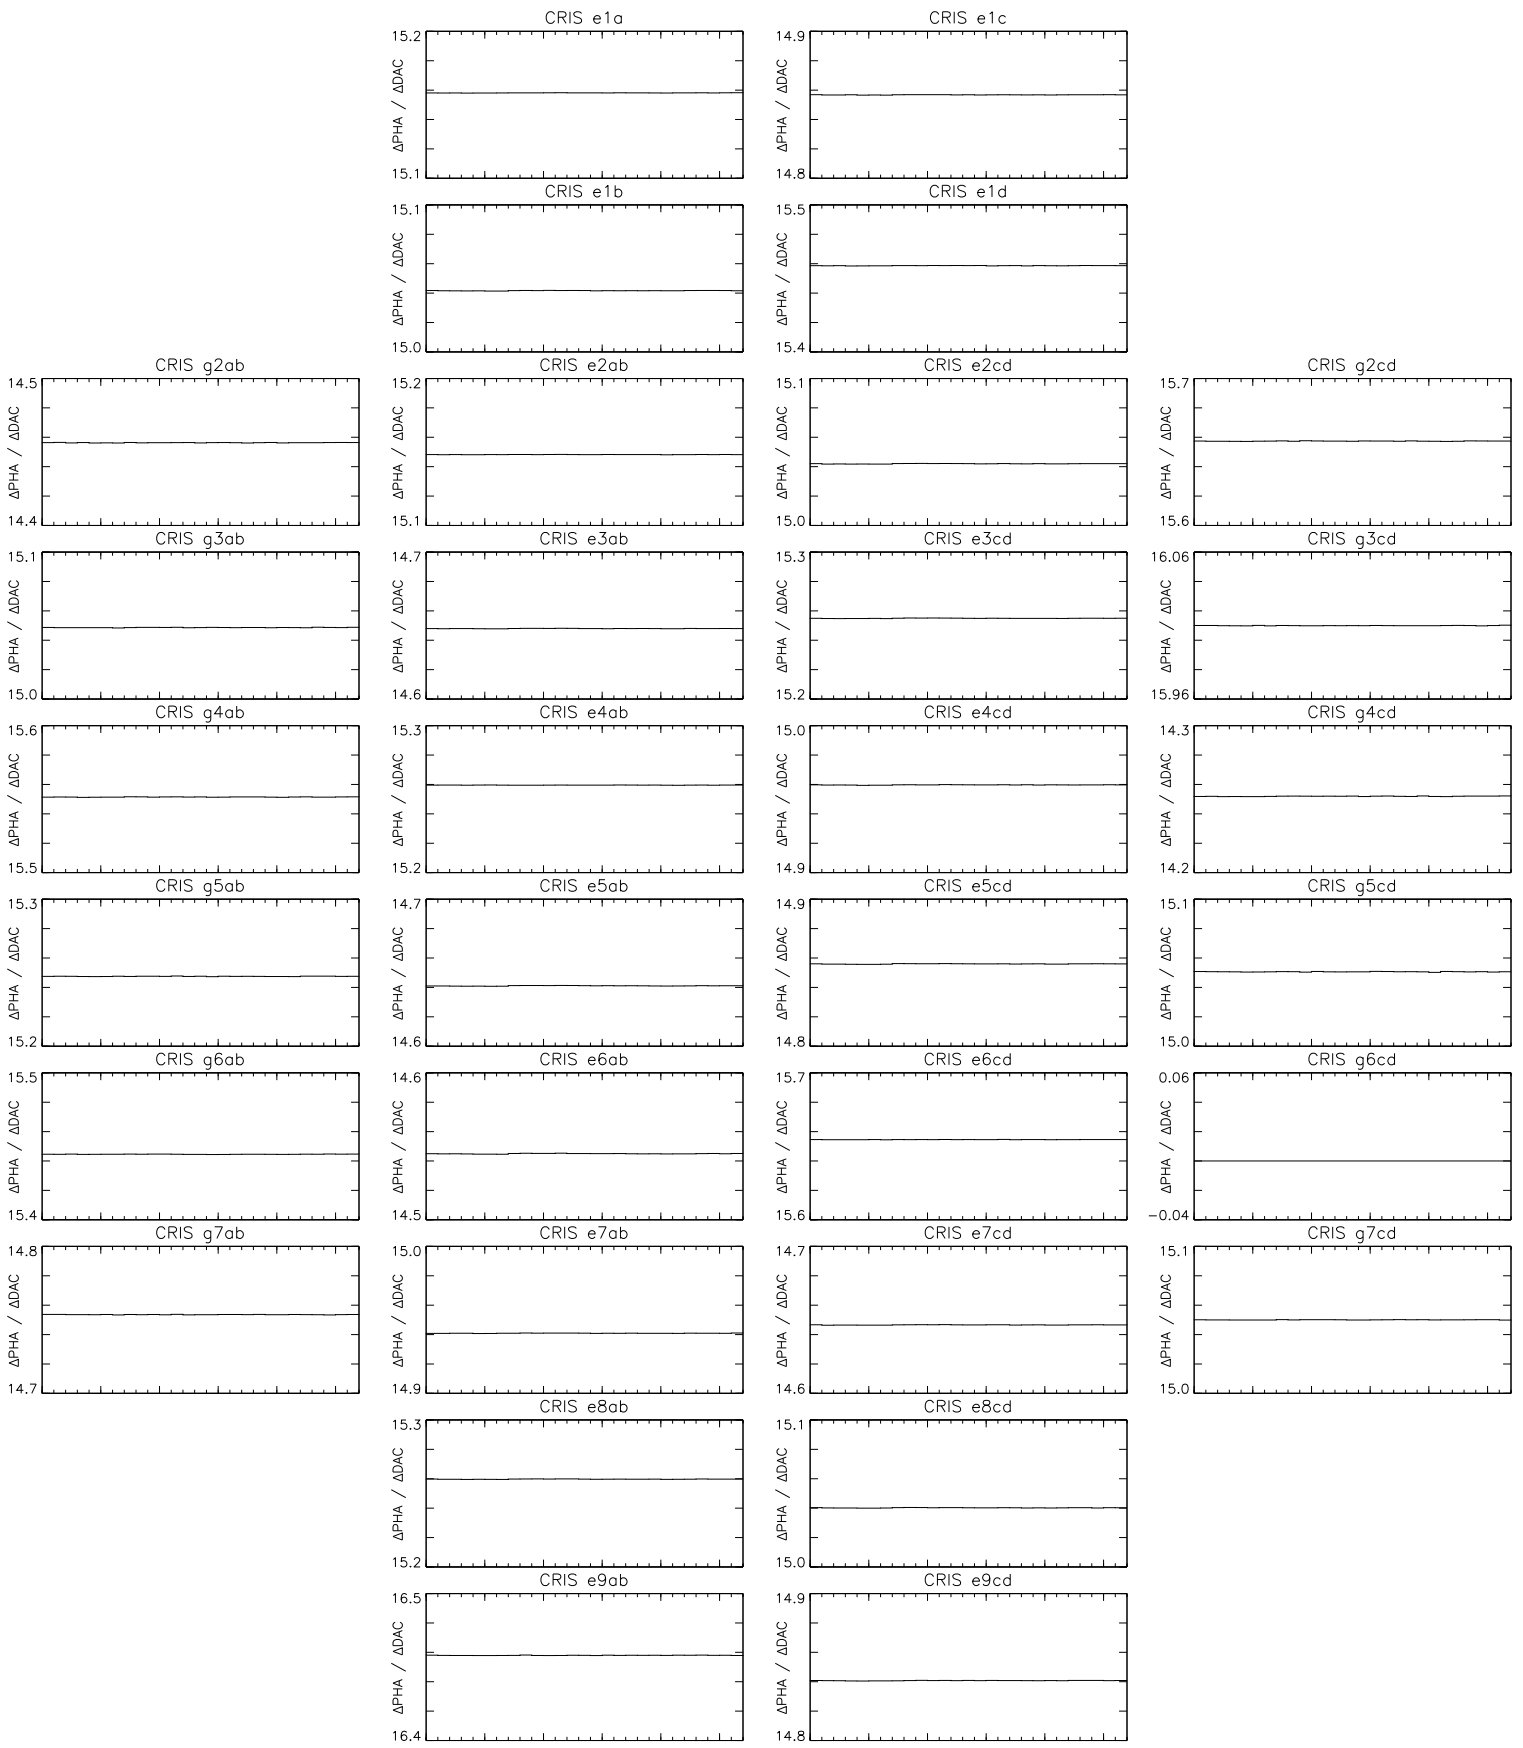 CRIS e1a
15.2
ΔPHA / ΔDAC
15.1
CRIS e1c
14.9
ΔPHA / ΔDAC
14.8
CRIS e1b
15.1
ΔPHA / ΔDAC
15.0
CRIS e1d
15.5
ΔPHA / ΔDAC
15.4
CRIS g2ab
14.5
ΔPHA / ΔDAC
14.4
CRIS e2ab
15.2
ΔPHA / ΔDAC
15.1
CRIS e2cd
15.1
ΔPHA / ΔDAC
15.0
CRIS g2cd
15.7
ΔPHA / ΔDAC
15.6
CRIS g3ab
15.1
ΔPHA / ΔDAC
15.0
CRIS e3ab
14.7
ΔPHA / ΔDAC
14.6
CRIS e3cd
15.3
ΔPHA / ΔDAC
15.2
CRIS g3cd
16.06
ΔPHA / ΔDAC
15.96
CRIS g4ab
15.6
ΔPHA / ΔDAC
15.5
CRIS e4ab
15.3
ΔPHA / ΔDAC
15.2
CRIS e4cd
15.0
ΔPHA / ΔDAC
14.9
CRIS g4cd
14.3
ΔPHA / ΔDAC
14.2
CRIS g5ab
15.3
ΔPHA / ΔDAC
15.2
CRIS e5ab
14.7
ΔPHA / ΔDAC
14.6
CRIS e5cd
14.9
ΔPHA / ΔDAC
14.8
CRIS g5cd
15.1
ΔPHA / ΔDAC
15.0
CRIS g6ab
15.5
ΔPHA / ΔDAC
15.4
CRIS e6ab
14.6
ΔPHA / ΔDAC
14.5
CRIS e6cd
15.7
ΔPHA / ΔDAC
15.6
CRIS g6cd
0.06
ΔPHA / ΔDAC
−0.04
CRIS g7ab
14.8
ΔPHA / ΔDAC
14.7
CRIS e7ab
15.0
ΔPHA / ΔDAC
14.9
CRIS e7cd
14.7
ΔPHA / ΔDAC
14.6
CRIS g7cd
15.1
ΔPHA / ΔDAC
15.0
CRIS e8ab
15.3
ΔPHA / ΔDAC
15.2
CRIS e8cd
15.1
ΔPHA / ΔDAC
15.0
CRIS e9ab
16.5
ΔPHA / ΔDAC
16.4
CRIS e9cd
14.9
ΔPHA / ΔDAC
14.8